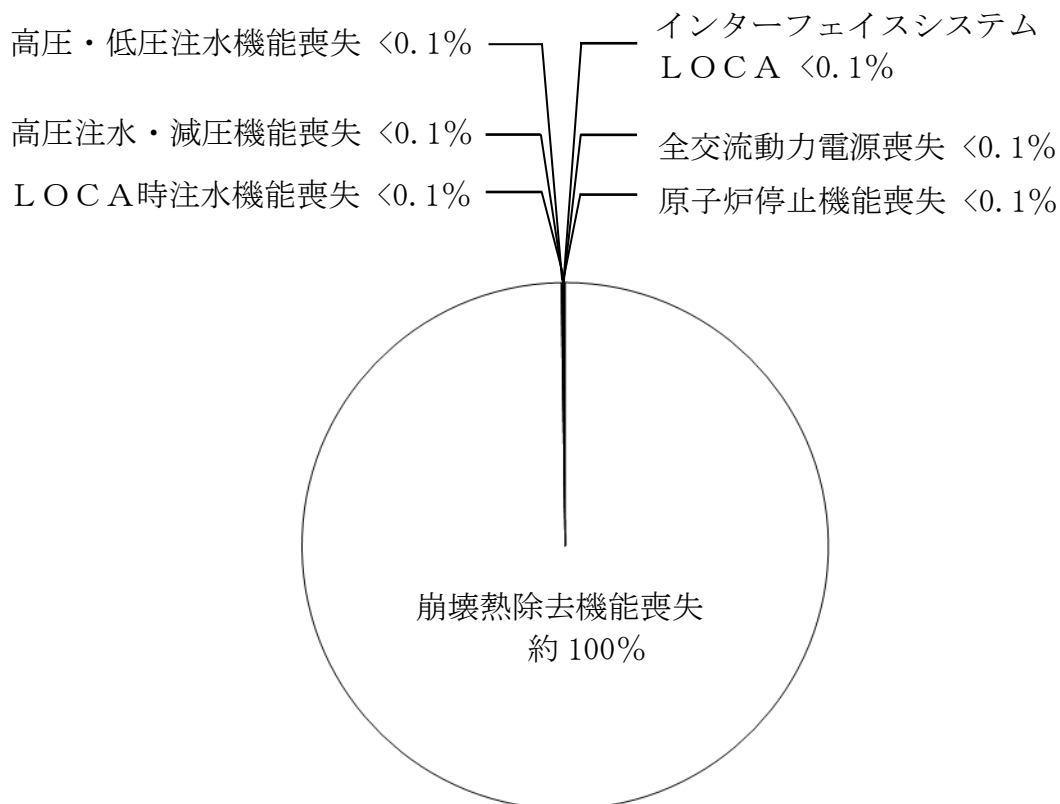 高圧・低圧注水機能喪失 <0.1%
高圧注水・減圧機能喪失 <0.1%
ＬＯＣＡ時注水機能喪失 <0.1%
インターフェイスシステム
ＬＯＣＡ <0.1%
全交流動力電源喪失 <0.1%
原子炉停止機能喪失 <0.1%
崩壊熱除去機能喪失
約 100%